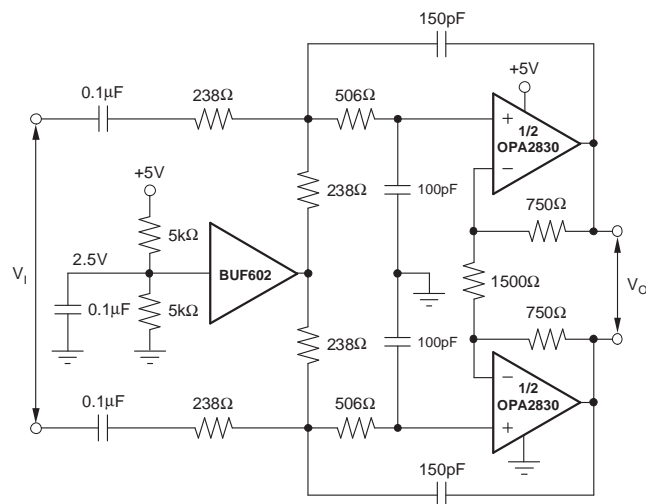 150pF
+5V
0.1µF
238Ω
506Ω
+
1/2
OPA2830
−
238Ω
100pF
750Ω
+5V
5kΩ
2.5V
BUF602
V_I
0.1µF
5kΩ
1500Ω
V_O
238Ω
100pF
750Ω
−
1/2
OPA2830
+
0.1µF
238Ω
506Ω
150pF